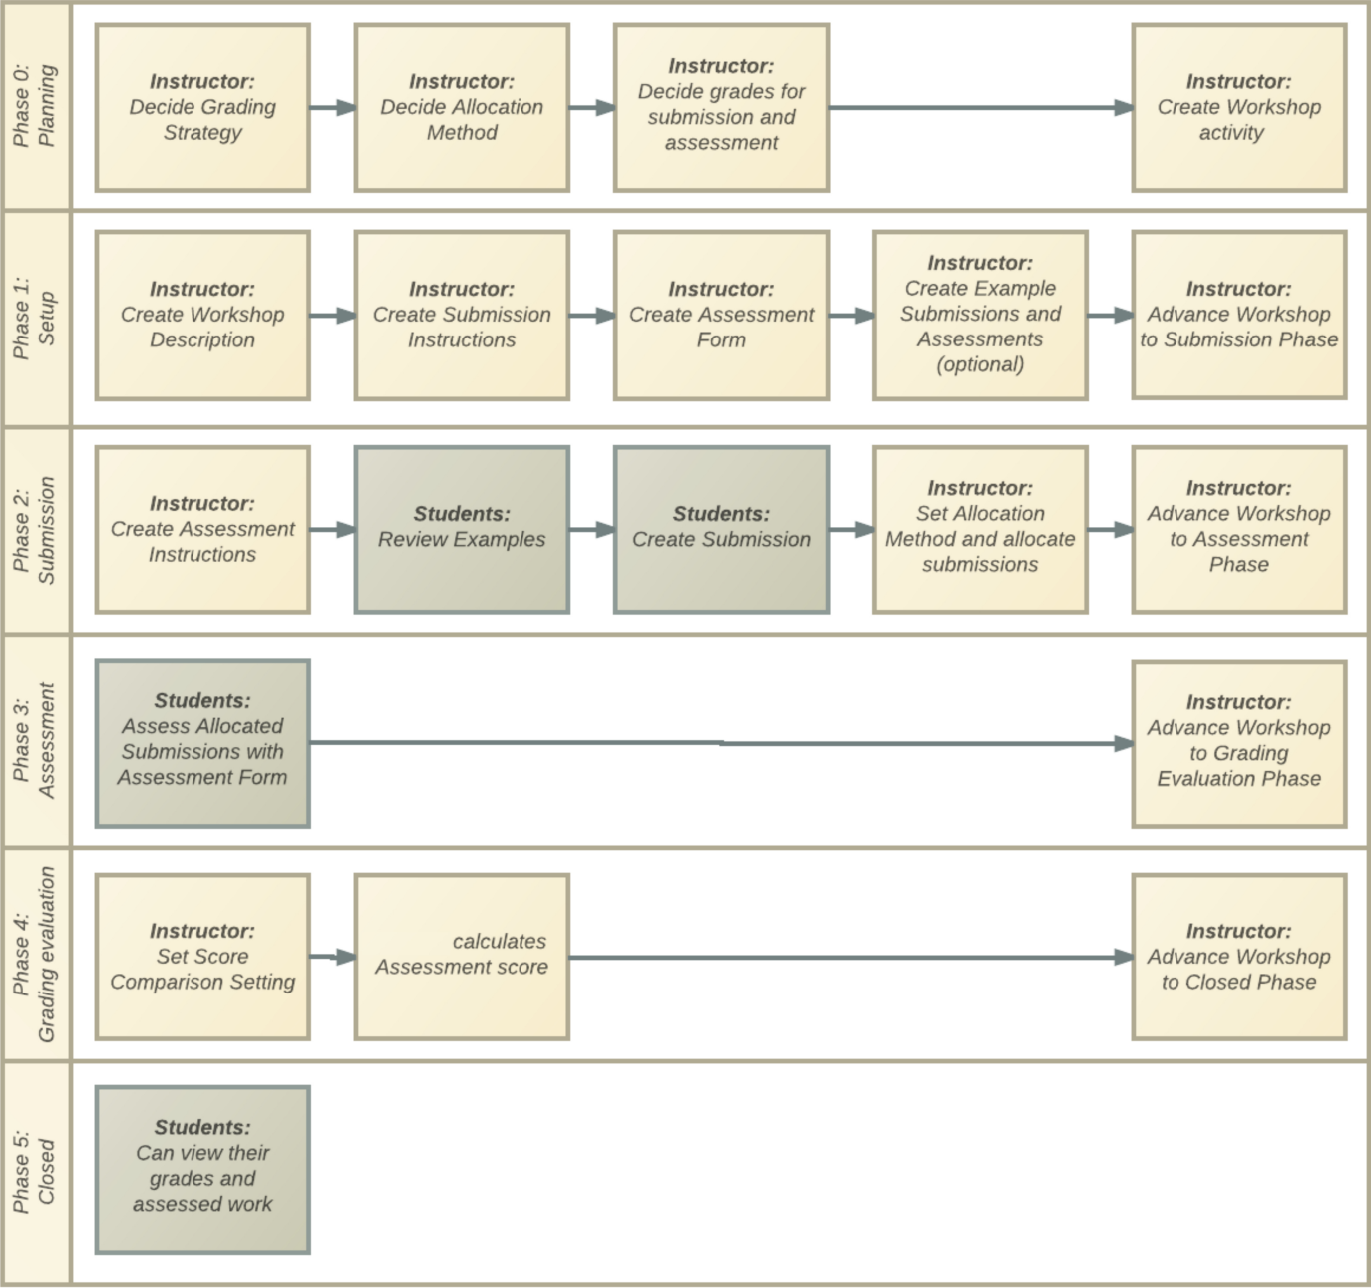 Phase 0:
Planning
Instructor:
Decide Grading
Strategy
Instructor:
Decide Allocation
Method
Instructor:
Decide grades for
submission and
assessment
Instructor:
Create Workshop
activity
Phase 1:
Setup
Instructor:
Create Workshop
Description
Instructor:
Create Submission
Instructions
Instructor:
Create Assessment
Form
Instructor:
Create Example
Submissions and
Assessments
(optional)
Instructor:
Advance Workshop
to Submission Phase
Phase 2:
Submission
Instructor:
Create Assessment
Instructions
Students:
Review Examples
Students:
Create Submission
Instructor:
Set Allocation
Method and allocate
submissions
Instructor:
Advance Workshop
to Assessment
Phase
Phase 3:
Assessment
Students:
Assess Allocated
Submissions with
Assessment Form
Instructor:
Advance Workshop
to Grading
Evaluation Phase
Phase 4:
Grading evaluation
Instructor:
Set Score
Comparison Setting
calculates
Assessment score
Instructor:
Advance Workshop
to Closed Phase
Phase 5:
Closed
Students:
Can view their
grades and
assessed work